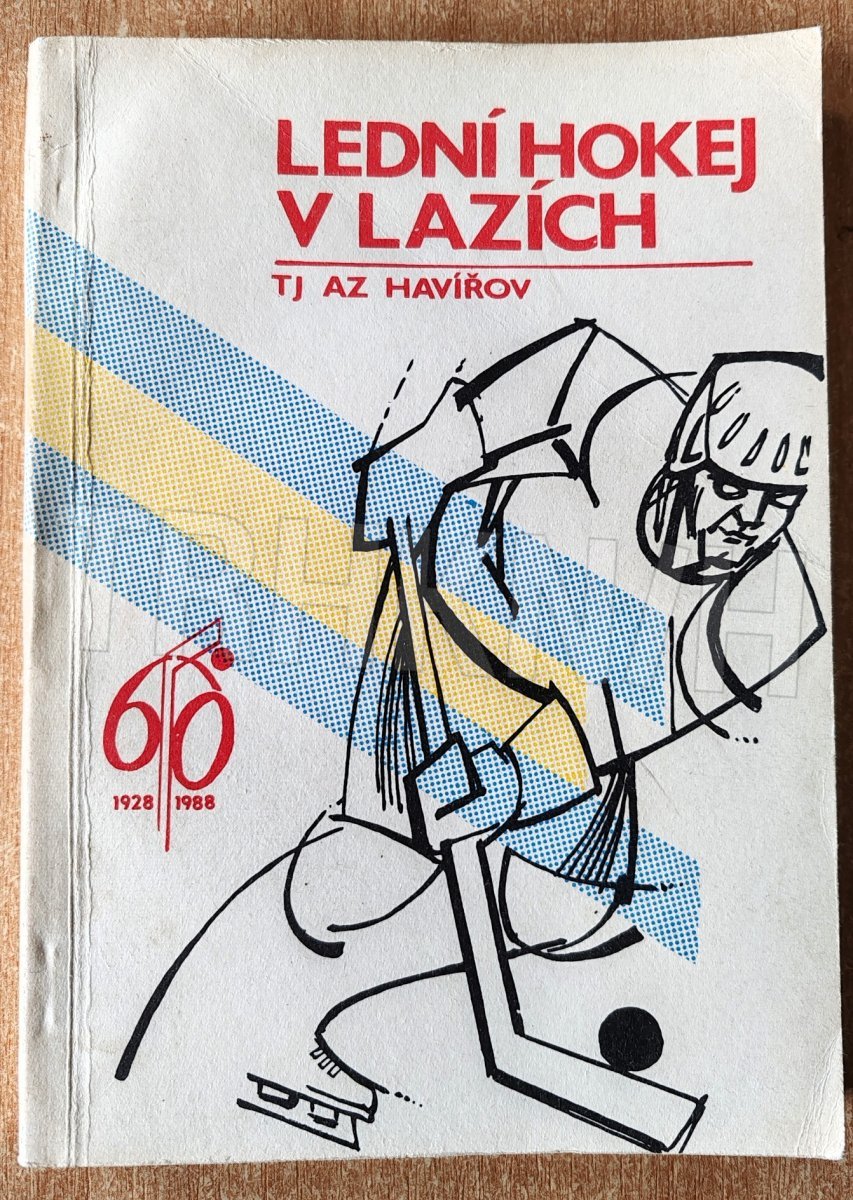 LEDNÍ HOKEJ
V LAZÍCH
TJ AZ HAVÍŘOV
60
1928 1988